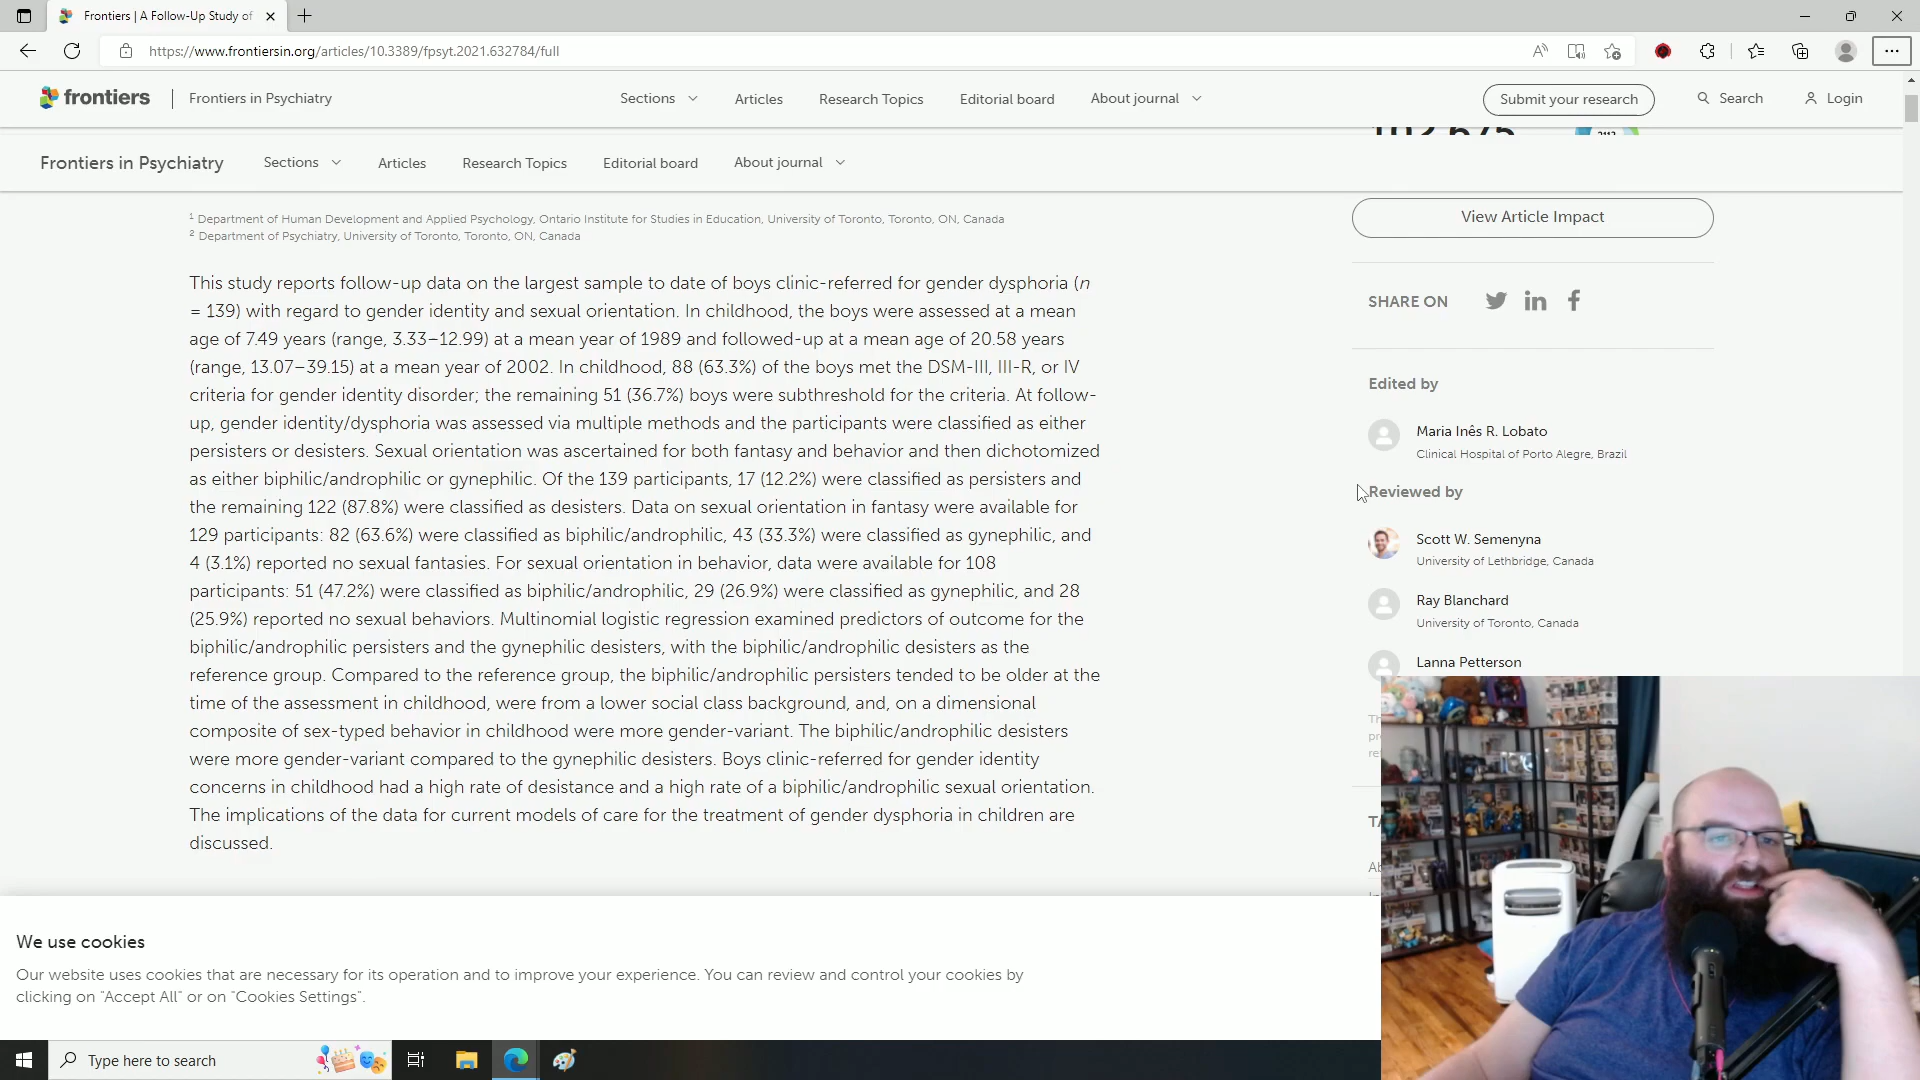 Frontiers | A Follow-Up Study of
https://www.frontiersin.org/articles/10.3389/fpsyt.2021.632784/full
frontiers
Frontiers in Psychiatry
Sections
Articles
Research Topics
Editorial board
About journal
Submit your research
Search
Login
Frontiers in Psychiatry
Sections
Articles
Research Topics
Editorial board
About journal
1 Department of Human Development and Applied Psychology, Ontario Institute for Studies in Education, University of Toronto, Toronto, ON, Canada
2 Department of Psychiatry, University of Toronto, Toronto, ON, Canada
This study reports follow-up data on the largest sample to date of boys clinic-referred for gender dysphoria (n
= 139) with regard to gender identity and sexual orientation. In childhood, the boys were assessed at a mean
age of 7.49 years (range, 3.33–12.99) at a mean year of 1989 and followed-up at a mean age of 20.58 years
(range, 13.07–39.15) at a mean year of 2002. In childhood, 88 (63.3%) of the boys met the DSM-III, III-R, or IV
criteria for gender identity disorder; the remaining 51 (36.7%) boys were subthreshold for the criteria. At follow-
up, gender identity/dysphoria was assessed via multiple methods and the participants were classified as either
persisters or desisters. Sexual orientation was ascertained for both fantasy and behavior and then dichotomized
as either biphilic/androphilic or gynephilic. Of the 139 participants, 17 (12.2%) were classified as persisters and
the remaining 122 (87.8%) were classified as desisters. Data on sexual orientation in fantasy were available for
129 participants: 82 (63.6%) were classified as biphilic/androphilic, 43 (33.3%) were classified as gynephilic, and
4 (3.1%) reported no sexual fantasies. For sexual orientation in behavior, data were available for 108
participants: 51 (47.2%) were classified as biphilic/androphilic, 29 (26.9%) were classified as gynephilic, and 28
(25.9%) reported no sexual behaviors. Multinomial logistic regression examined predictors of outcome for the
biphilic/androphilic persisters and the gynephilic desisters, with the biphilic/androphilic desisters as the
reference group. Compared to the reference group, the biphilic/androphilic persisters tended to be older at the
time of the assessment in childhood, were from a lower social class background, and, on a dimensional
composite of sex-typed behavior in childhood were more gender-variant. The biphilic/androphilic desisters
were more gender-variant compared to the gynephilic desisters. Boys clinic-referred for gender identity
concerns in childhood had a high rate of desistance and a high rate of a biphilic/androphilic sexual orientation.
The implications of the data for current models of care for the treatment of gender dysphoria in children are
discussed.
View Article Impact
SHARE ON
Edited by
Maria Inês R. Lobato
Clinical Hospital of Porto Alegre, Brazil
Reviewed by
Scott W. Semenyna
University of Lethbridge, Canada
Ray Blanchard
University of Toronto, Canada
Lanna Petterson
We use cookies
Our website uses cookies that are necessary for its operation and to improve your experience. You can review and control your cookies by
clicking on "Accept All" or on "Cookies Settings".
Type here to search